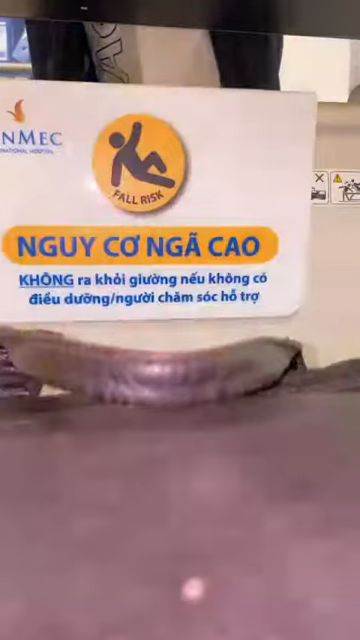 NMEC
FALL RISK
NGUY CƠ NGÃ CAO
KHÔNG ra khỏi giường nếu không có
điều dưỡng/người chăm sóc hỗ trợ